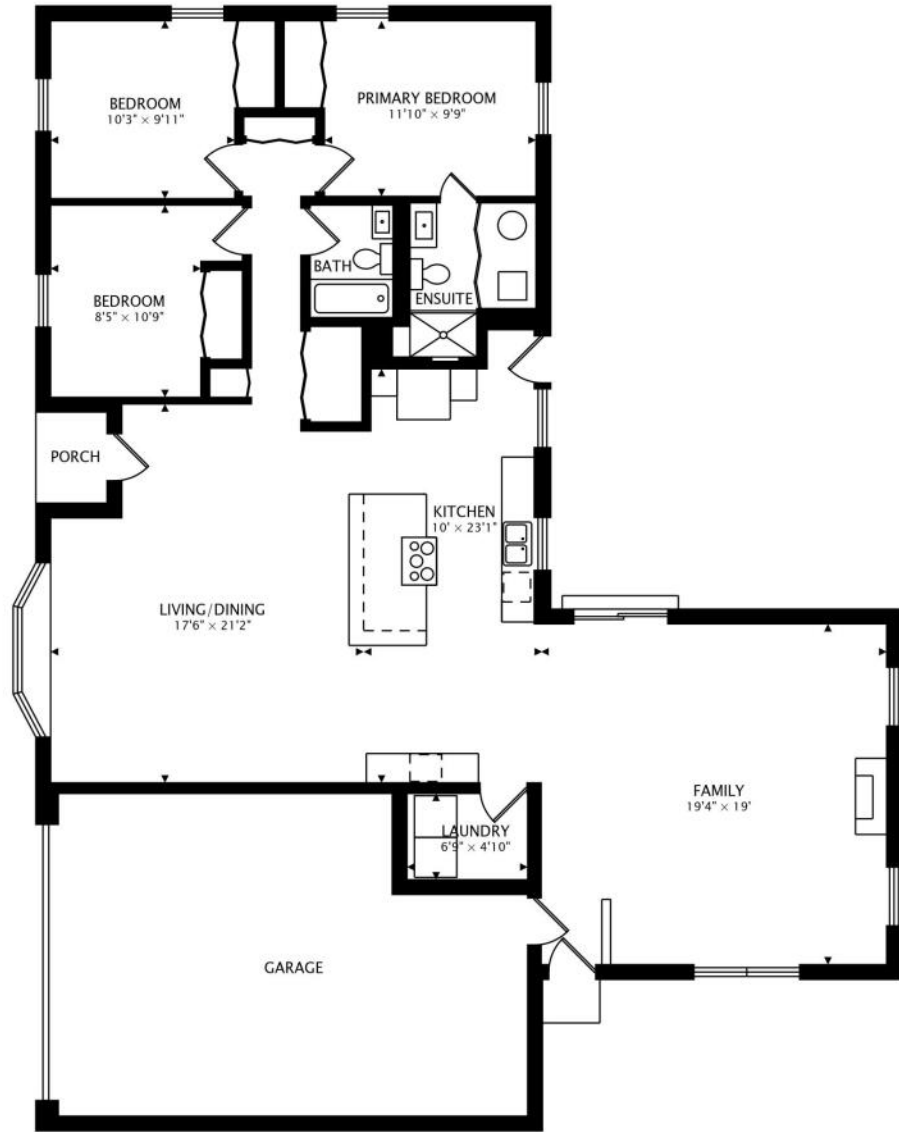 BEDROOM
10'3" × 9'11"
PRIMARY BEDROOM
11'10" × 9'9"
BEDROOM
8'5" × 10'9"
BATH
ENSUITE
PORCH
KITCHEN
10' × 23'1"
LIVING/DINING
17'6" × 21'2"
FAMILY
19'4" × 19'
LAUNDRY
6'9" × 4'10"
GARAGE